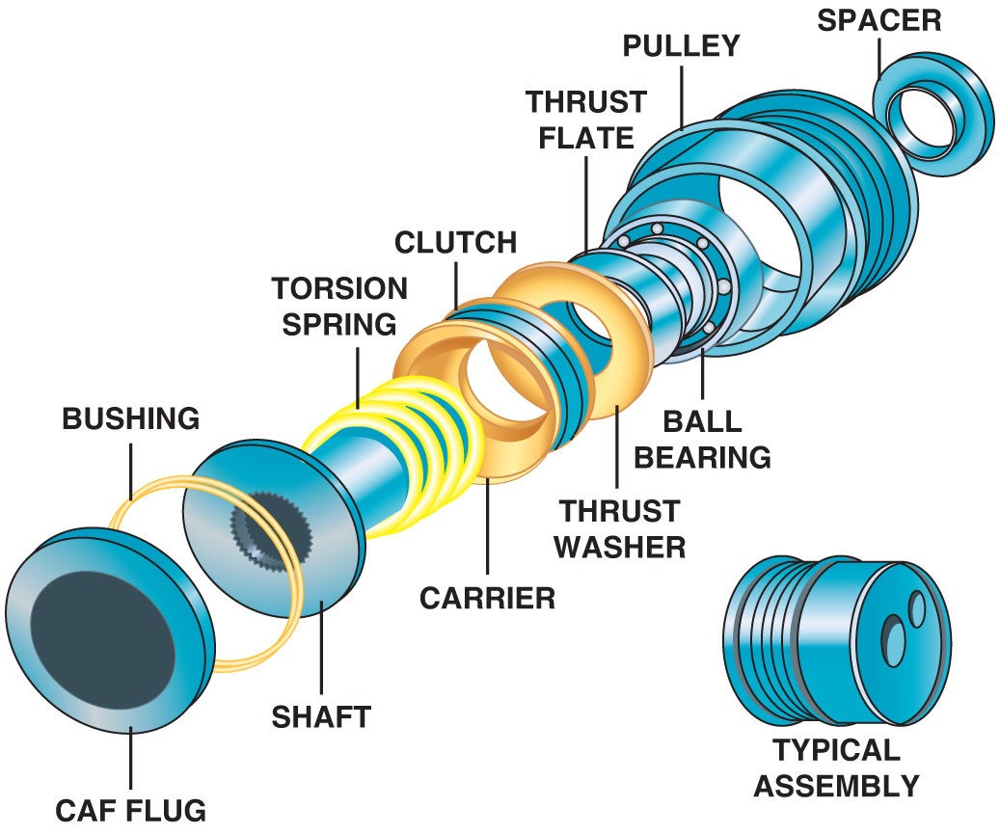 SPACER
PULLEY
THRUST
FLATE
CLUTCH
TORSION
SPRING
BUSHING
BALL
BEARING
THRUST
WASHER
CARRIER
SHAFT
CAF FLUG
TYPICAL
ASSEMBLY